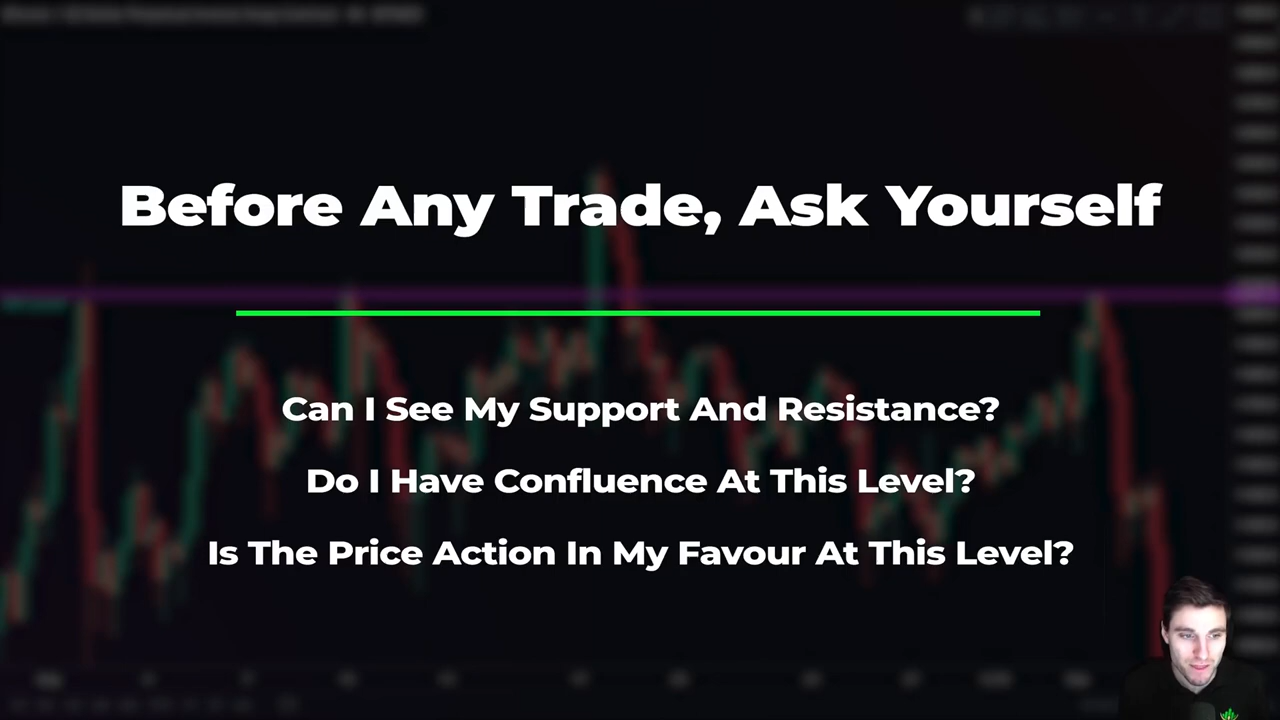 Before Any Trade, Ask Yourself
Can I See My Support And Resistance?
Do I Have Confluence At This Level?
Is The Price Action In My Favour At This Level?